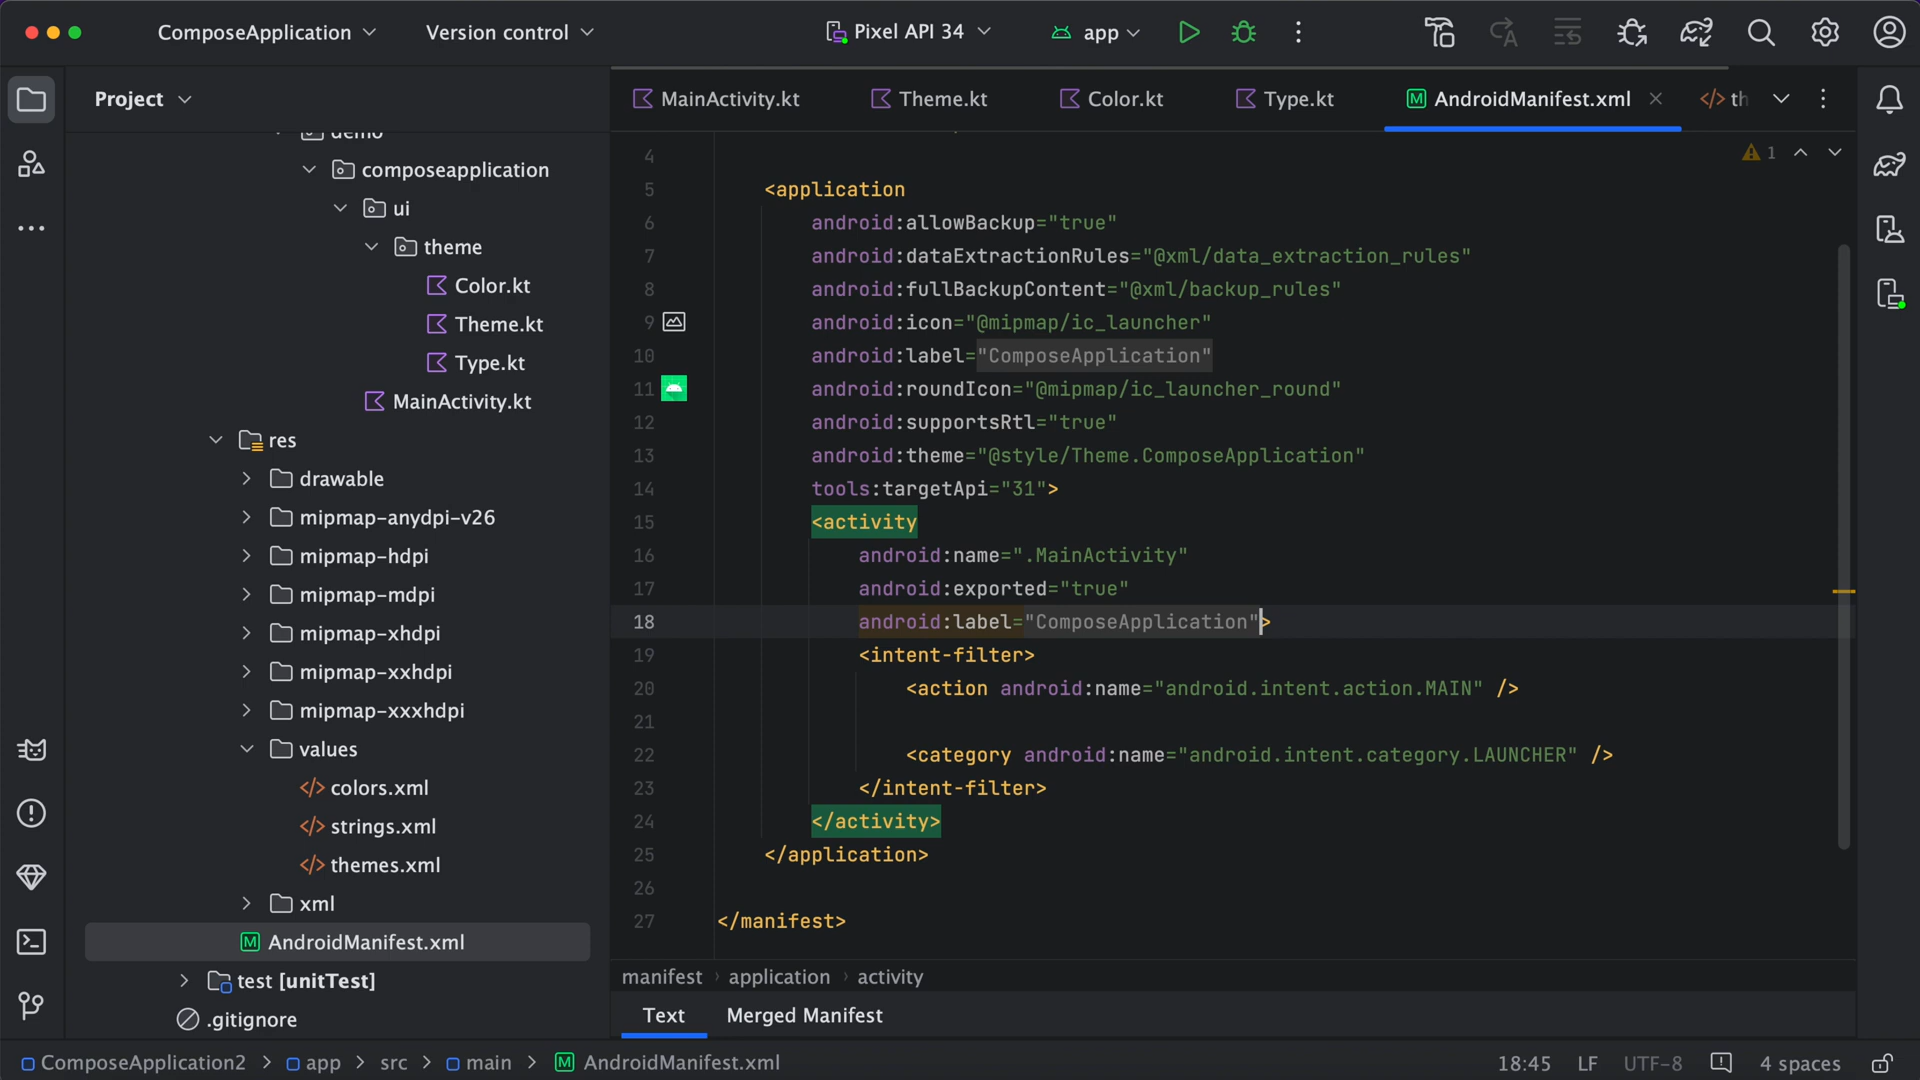 ComposeApplication Version control Pixel API 34 app
Project
demo
composeapplication
ui
theme
Color.kt
Theme.kt
Type.kt
MainActivity.kt
res
drawable
mipmap-anydpi-v26
mipmap-hdpi
mipmap-mdpi
mipmap-xhdpi
mipmap-xxhdpi
mipmap-xxxhdpi
values
colors.xml
strings.xml
themes.xml
xml
AndroidManifest.xml
test [unitTest]
.gitignore
MainActivity.kt Theme.kt Color.kt Type.kt AndroidManifest.xml th
1
4
5 <application
6 android:allowBackup="true"
7 android:dataExtractionRules="@xml/data_extraction_rules"
8 android:fullBackupContent="@xml/backup_rules"
9 android:icon="@mipmap/ic_launcher"
10 android:label="ComposeApplication"
11 android:roundIcon="@mipmap/ic_launcher_round"
12 android:supportsRtl="true"
13 android:theme="@style/Theme.ComposeApplication"
14 tools:targetApi="31">
15 <activity
16 android:name=".MainActivity"
17 android:exported="true"
18 android:label="ComposeApplication">
19 <intent-filter>
20 <action android:name="android.intent.action.MAIN" />
21
22 <category android:name="android.intent.category.LAUNCHER" />
23 </intent-filter>
24 </activity>
25 </application>
26
27 </manifest>
manifest › application › activity
Text Merged Manifest
ComposeApplication2 > app > src > main > AndroidManifest.xml 18:45 LF UTF-8 4 spaces